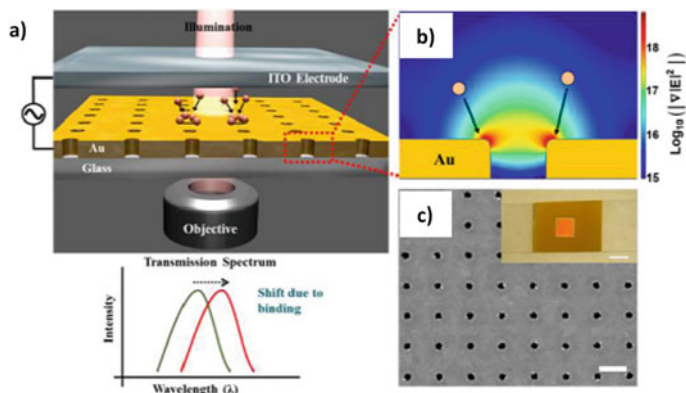 a)
Illumination
ITO Electrode
Au
Glass
Objective
Transmission Spectrum
Intensity
Shift due to
binding
Wavelength (λ)
b)
Au
18
17
16
15
Log₁₀ (|∇|E|²|)
c)